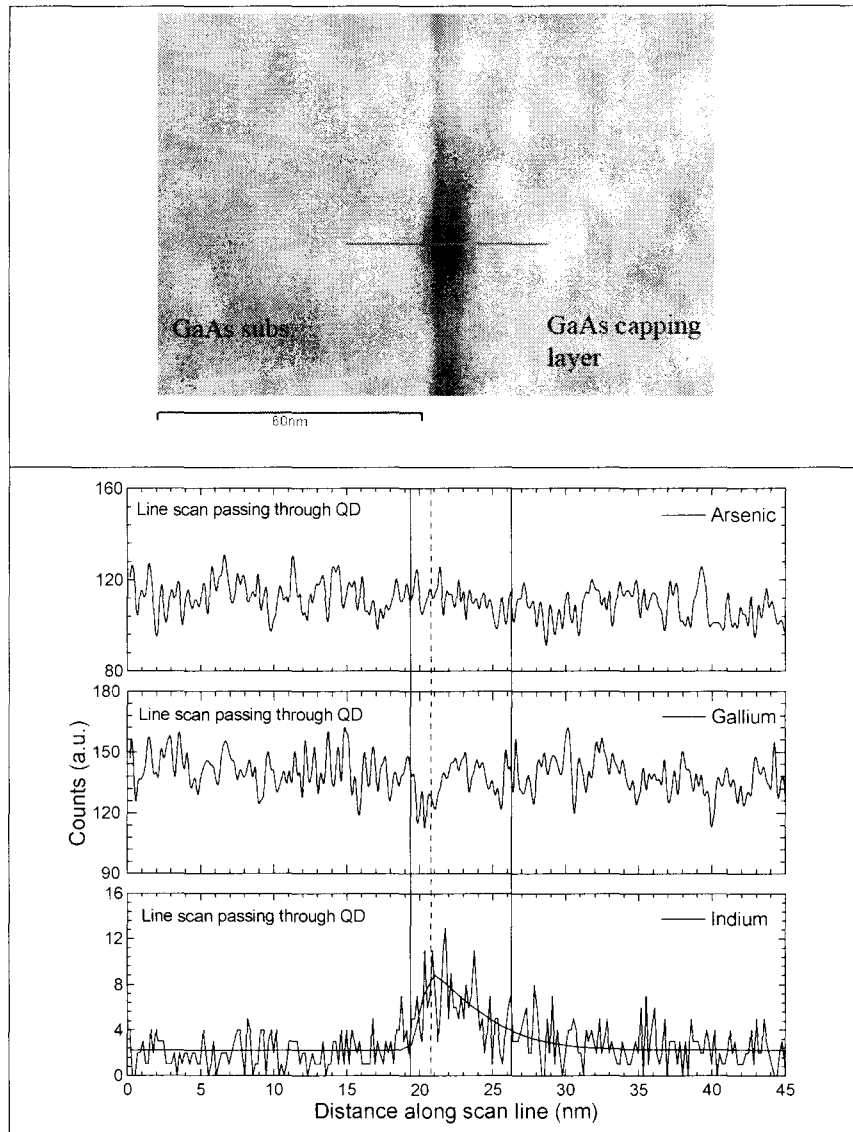 GaAs subs
GaAs capping
layer
60nm
160
120
80
Line scan passing through QD
Arsenic
180
150
120
90
Line scan passing through QD
Gallium
Counts (a.u.)
16
12
8
4
0
Line scan passing through QD
Indium
0 5 10 15 20 25 30 35 40 45
Distance along scan line (nm)